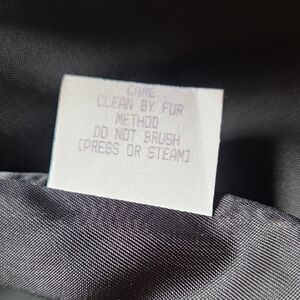 CARE
CLEAN BY FUR
METHOD
DO NOT BRUSH
[PRESS OR STEAM]